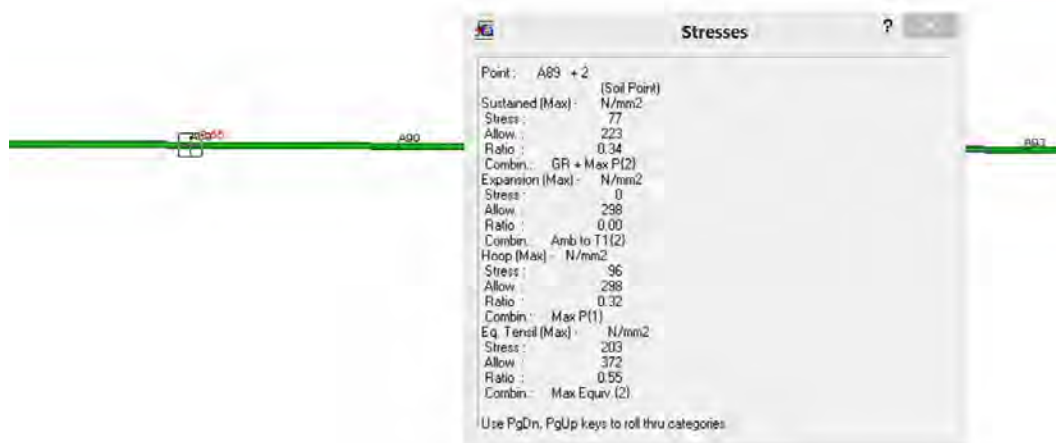 Stresses ?
Point : A89 + 2
(Soil Point)
Sustained (Max) - N/mm2
Stress : 77
Allow. : 223
Ratio : 0.34
Combin. : GR + Max P(2)
Expansion (Max) - N/mm2
Stress : 0
Allow. : 298
Ratio : 0.00
Combin. : Amb to T1(2)
Hoop (Max) - N/mm2
Stress : 96
Allow. : 298
Ratio : 0.32
Combin. : Max P(1)
Eq. Tensil (Max) - N/mm2
Stress : 203
Allow. : 372
Ratio : 0.55
Combin. : Max Equiv. (2)
Use PgDn, PgUp keys to roll thru categories
A90